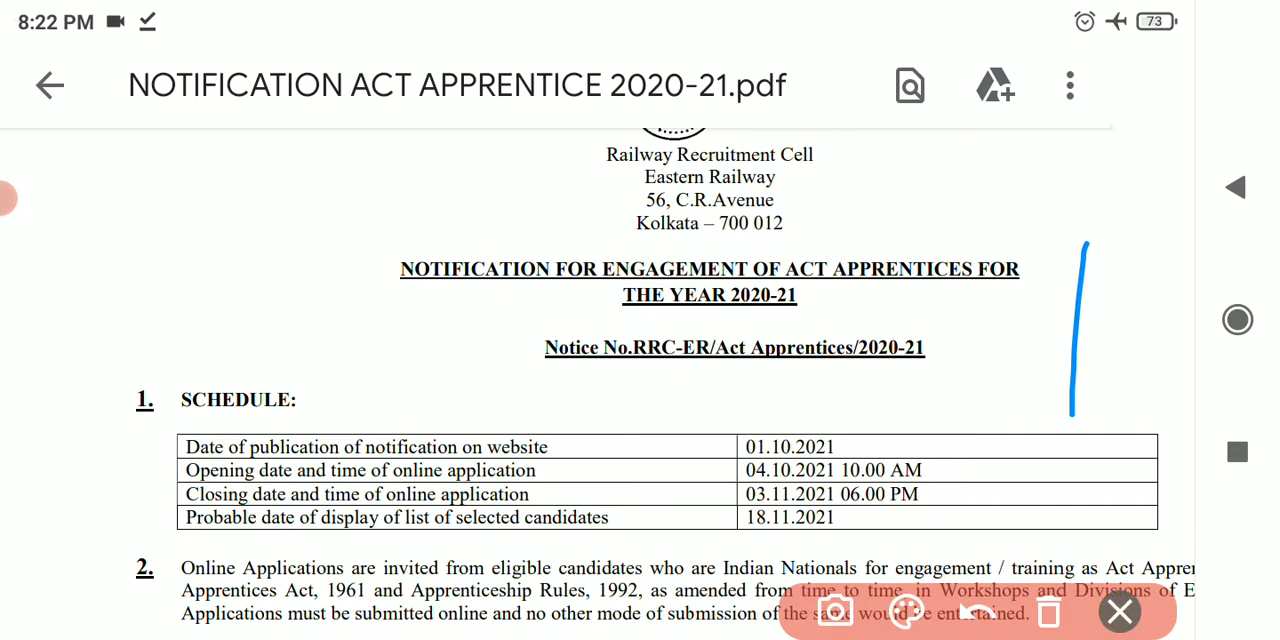 8:22 PM
73
NOTIFICATION ACT APPRENTICE 2020-21.pdf
Railway Recruitment Cell
Eastern Railway
56, C.R.Avenue
Kolkata – 700 012
NOTIFICATION FOR ENGAGEMENT OF ACT APPRENTICES FOR
THE YEAR 2020-21
Notice No.RRC-ER/Act Apprentices/2020-21
1. SCHEDULE:
Date of publication of notification on website 01.10.2021
Opening date and time of online application 04.10.2021 10.00 AM
Closing date and time of online application 03.11.2021 06.00 PM
Probable date of display of list of selected candidates 18.11.2021
2. Online Applications are invited from eligible candidates who are Indian Nationals for engagement / training as Act Appre
Apprentices Act, 1961 and Apprenticeship Rules, 1992, as amended from time to time, in Workshops and Divisions of E
Applications must be submitted online and no other mode of submission of the same would be entertained.